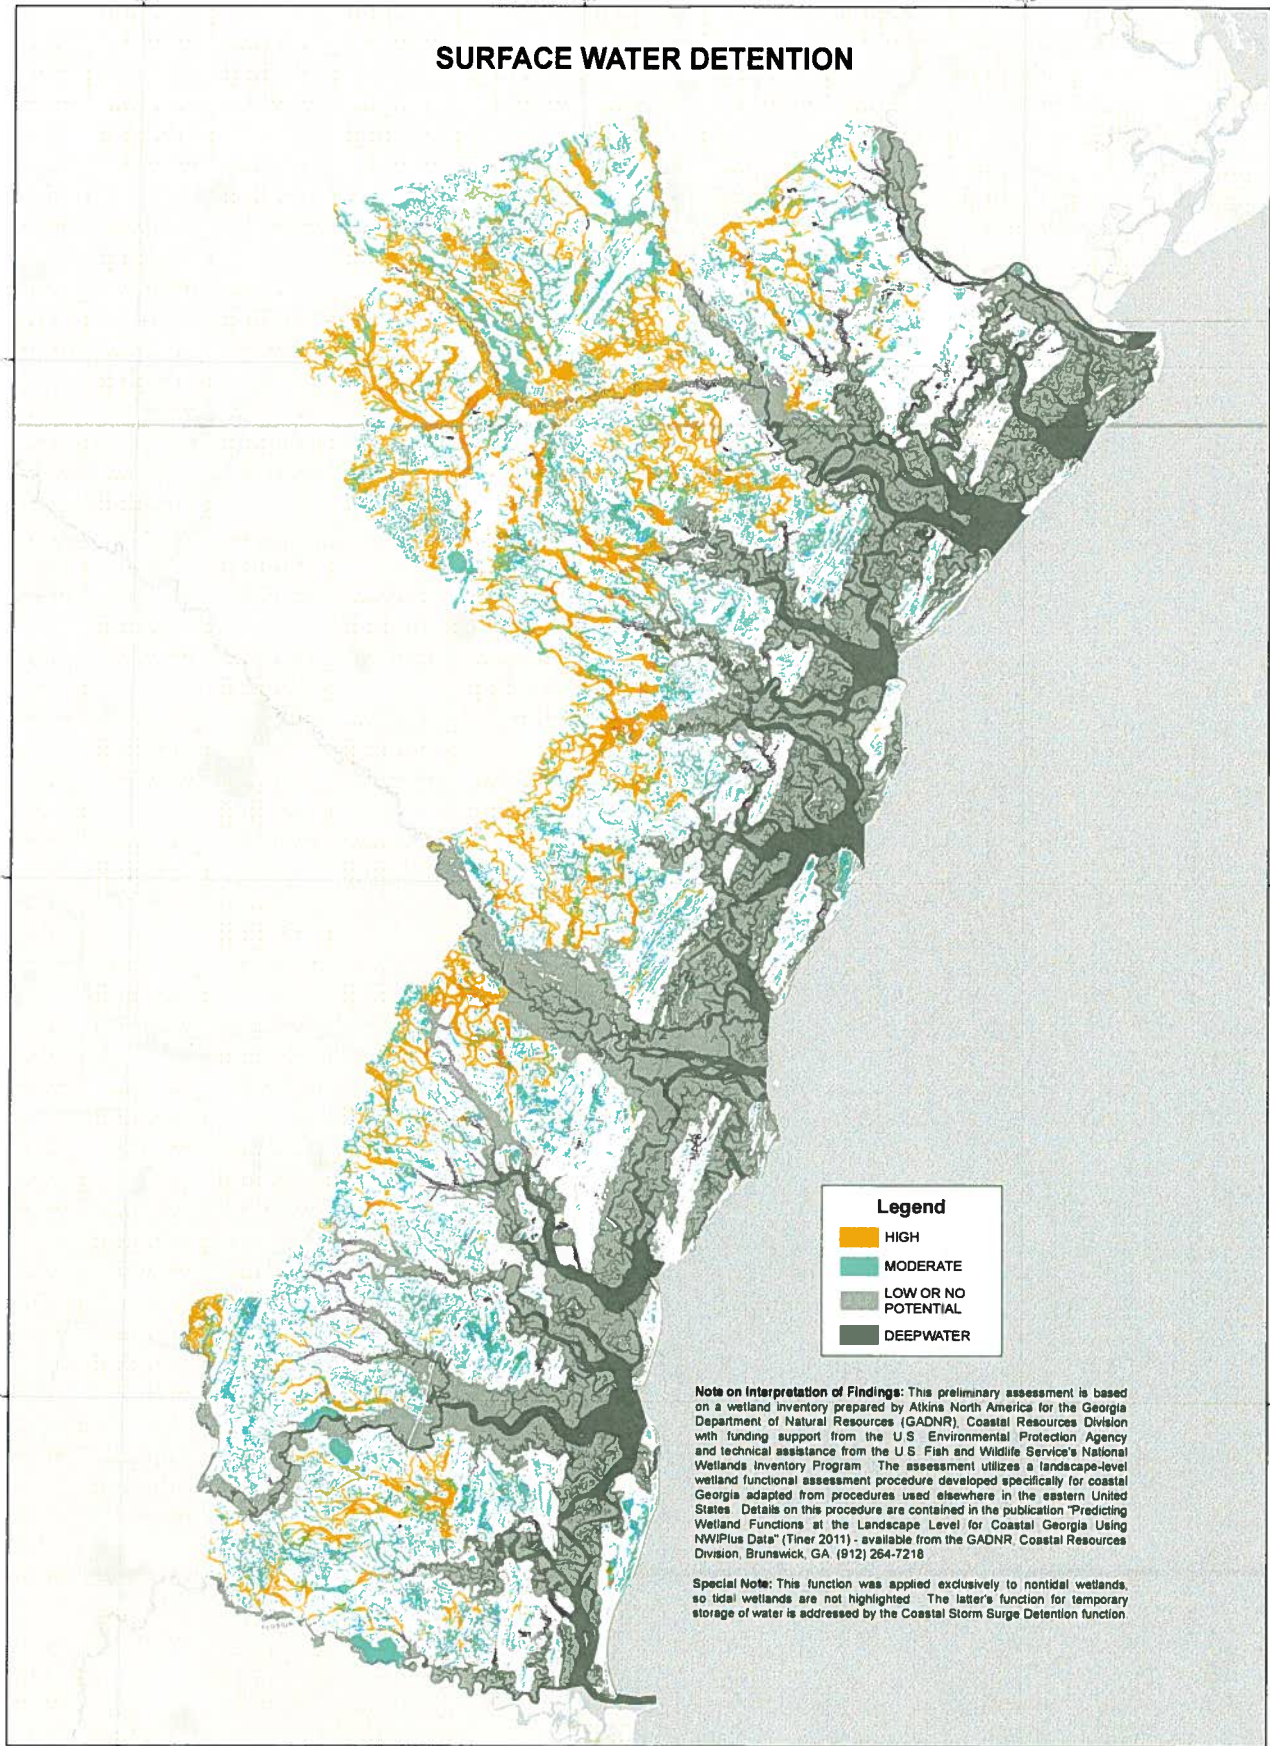 SURFACE WATER DETENTION
Legend
HIGH
MODERATE
LOW OR NO
POTENTIAL
DEEPWATER
Note on Interpretation of Findings: This preliminary assessment is based
on a wetland inventory prepared by Atkins North America for the Georgia
Department of Natural Resources (GADNR), Coastal Resources Division
with funding support from the U.S. Environmental Protection Agency
and technical assistance from the U.S. Fish and Wildlife Service's National
Wetlands Inventory Program. The assessment utilizes a landscape-level
wetland functional assessment procedure developed specifically for coastal
Georgia adapted from procedures used elsewhere in the eastern United
States. Details on this procedure are contained in the publication "Predicting
Wetland Functions at the Landscape Level for Coastal Georgia Using
NWIPlus Data" (Tiner 2011) - available from the GADNR, Coastal Resources
Division, Brunswick, GA. (912) 264-7218
Special Note: This function was applied exclusively to nontidal wetlands,
so tidal wetlands are not highlighted. The latter's function for temporary
storage of water is addressed by the Coastal Storm Surge Detention function.